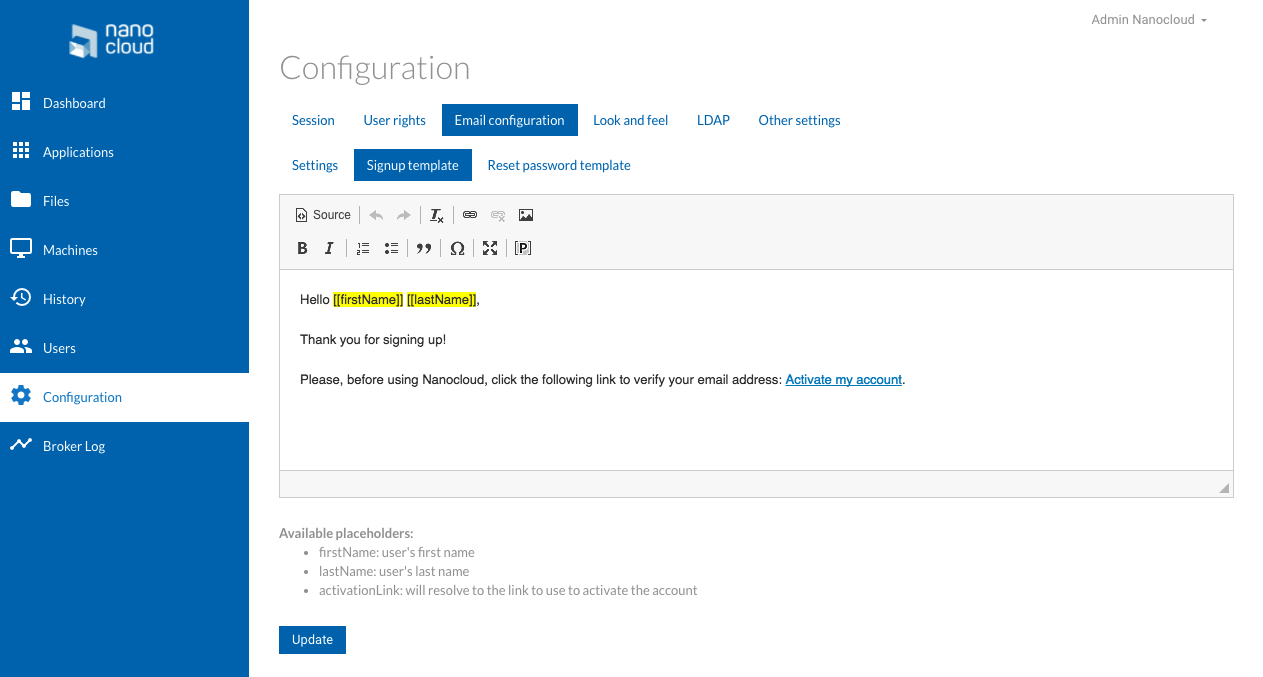 nano
cloud
Admin Nanocloud
Dashboard
Applications
Files
Machines
History
Users
Configuration
Broker Log
Configuration
Session User rights Email configuration Look and feel LDAP Other settings
Settings Signup template Reset password template
Source
B I Ω [P]
Hello [[firstName]] [[lastName]],
Thank you for signing up!
Please, before using Nanocloud, click the following link to verify your email address: Activate my account.
Available placeholders:
• firstName: user's first name
• lastName: user's last name
• activationLink: will resolve to the link to use to activate the account
Update